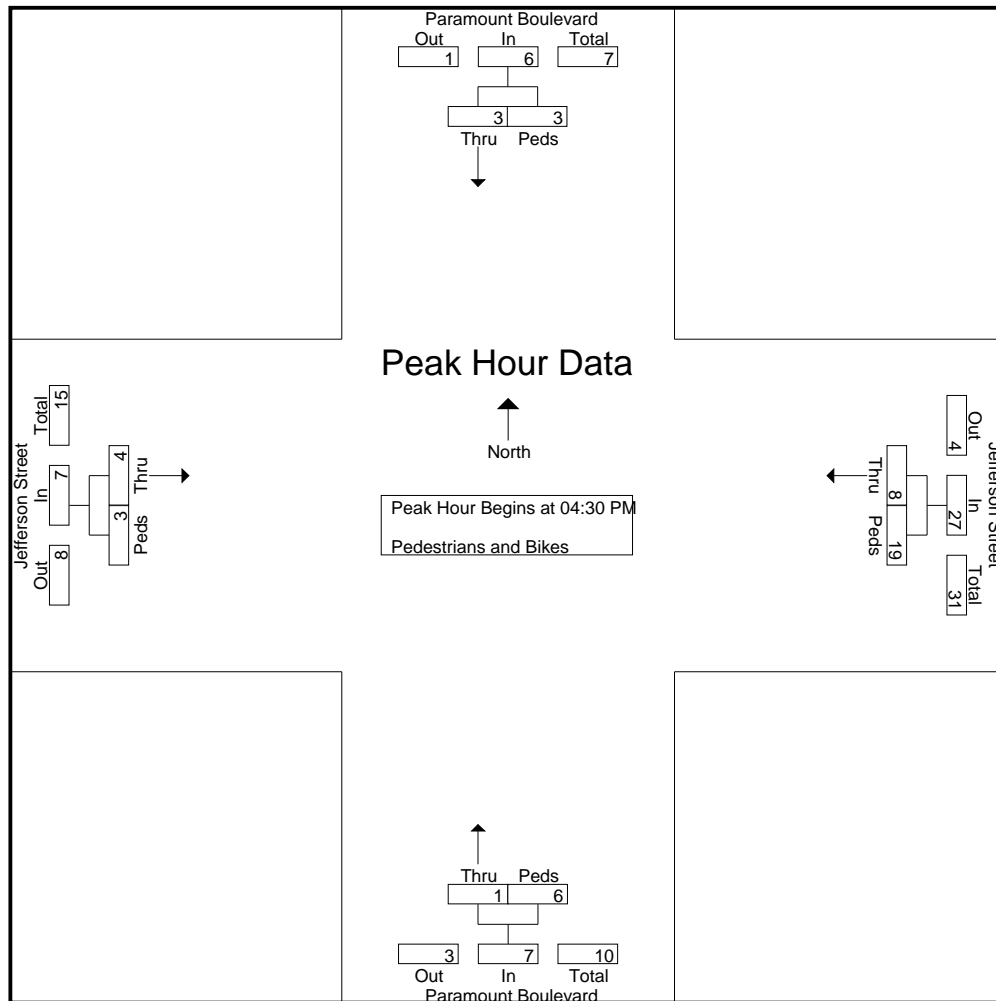 Paramount Boulevard
Out In Total
1 6 7
3 3
Thru Peds
Peak Hour Data
North
Peak Hour Begins at 04:30 PM
Pedestrians and Bikes
Jefferson Street
Total In Out
15 7 8
4 3
Thru Peds
Jefferson Street
Out In Total
4 27 31
8 19
Thru Peds
Thru Peds
1 6
3 7 10
Out In Total
Paramount Boulevard